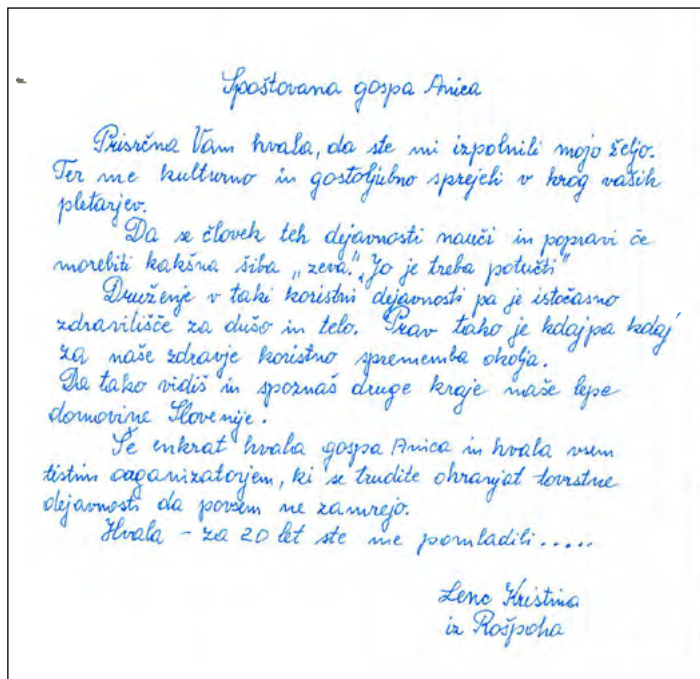 Spoštovana gospa Anica
Prisrčna Vam hvala, da ste mi izpolnili mojo željo.
Ter me kulturno in gostoljubno sprejeli v krog vaših
pletarjev.
Da se človek teh dejavnosti nauči in popravi če
morebiti kakšna šiba „zeva." „Jo je treba potučti"
Druženje v taki koristni dejavnosti pa je istočasno
zdravilišče za dušo in telo. Prav tako je kdajpa kdaj
za naše zdravje koristno sprememba okolja.
Da tako vidiš in spoznaš druge kraje naše lepe
domovine Slovenije.
Še enkrat hvala gospa Anica in hvala vsem
tistim organizatorjem, ki se trudite ohranjat tovrstne
dejavnosti da povsem ne zamrejo.
Hvala - za 20 let ste me pomladili.....
Lenc Kristina
iz Rošpoha